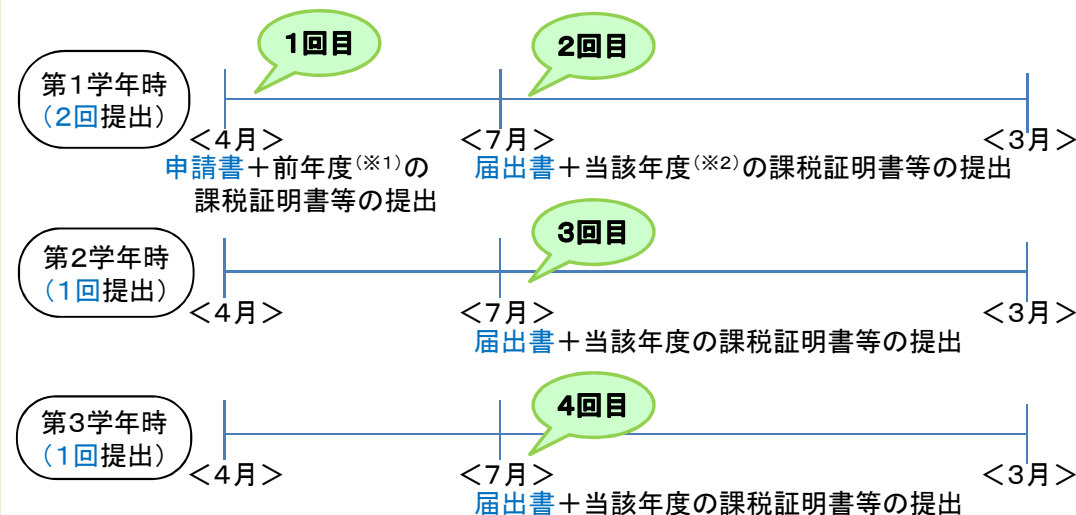 1回目
2回目
第1学年時
(2回提出)
<4月>
<7月>
<3月>
申請書+前年度(※1)の
課税証明書等の提出
届出書+当該年度(※2)の課税証明書等の提出
3回目
第2学年時
(1回提出)
<4月>
<7月>
<3月>
届出書+当該年度の課税証明書等の提出
4回目
第3学年時
(1回提出)
<4月>
<7月>
<3月>
届出書+当該年度の課税証明書等の提出